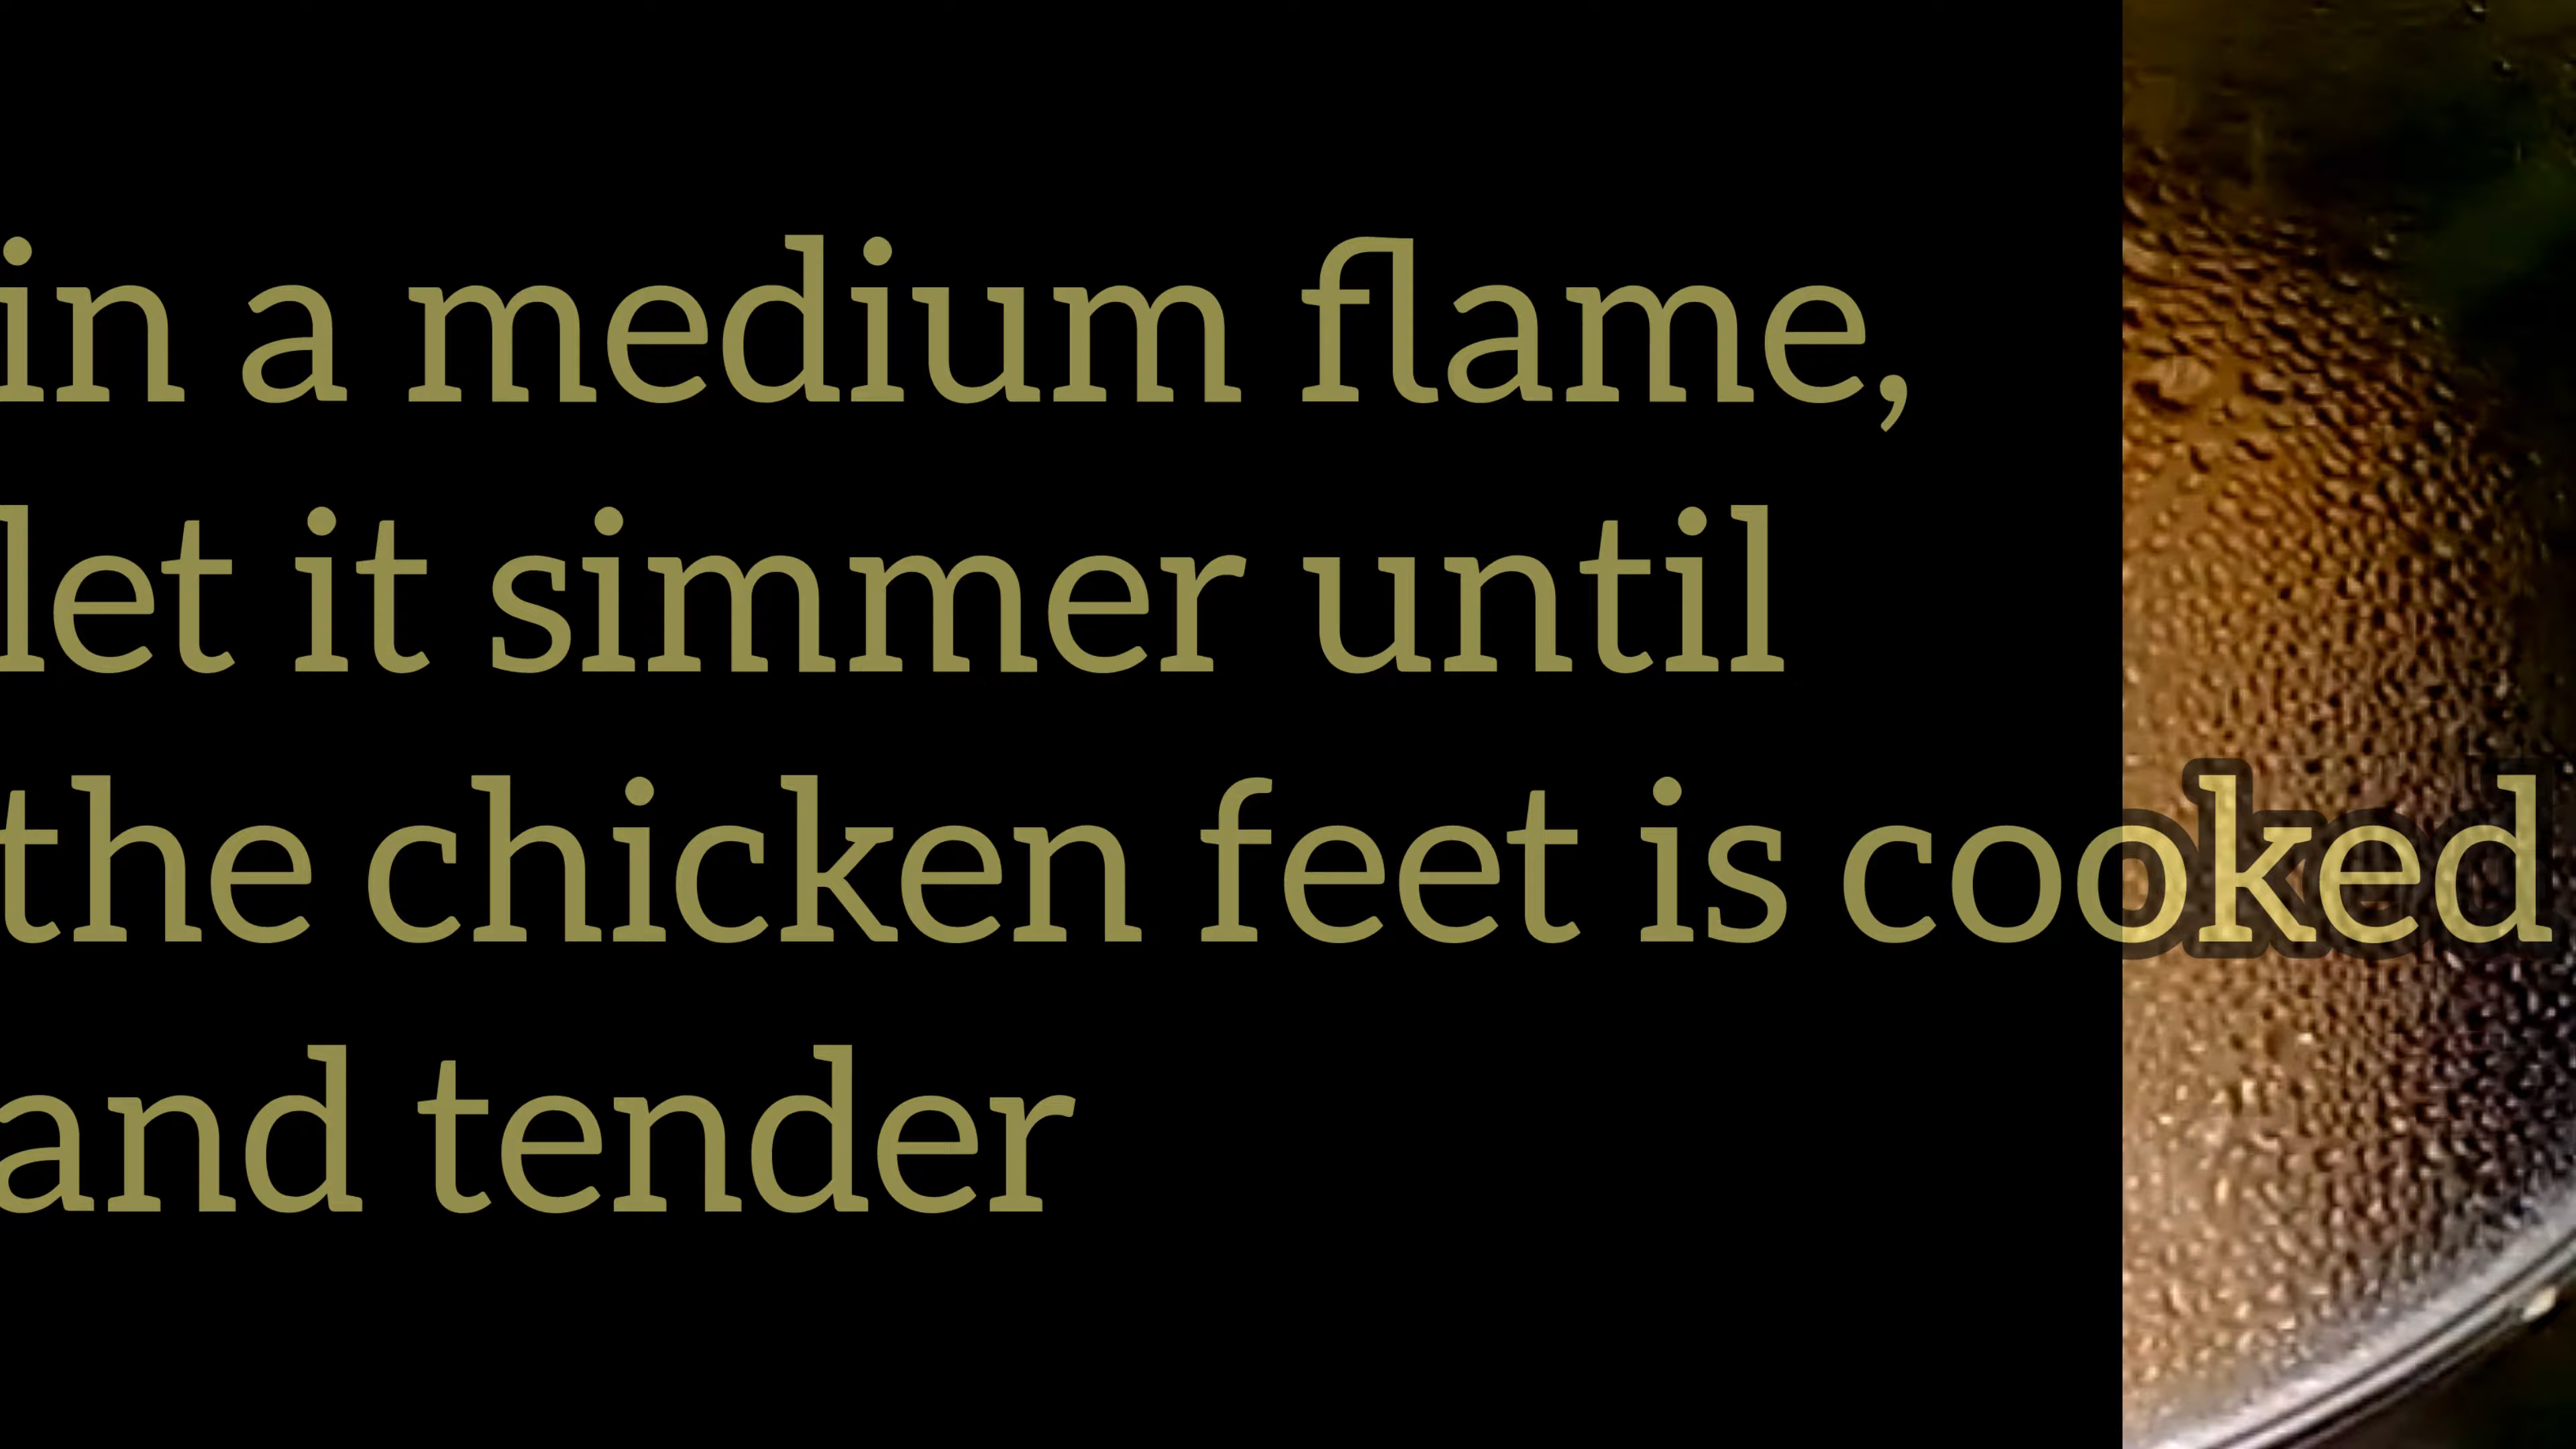 in a medium flame,
let it simmer until
the chicken feet is cooked
and tender